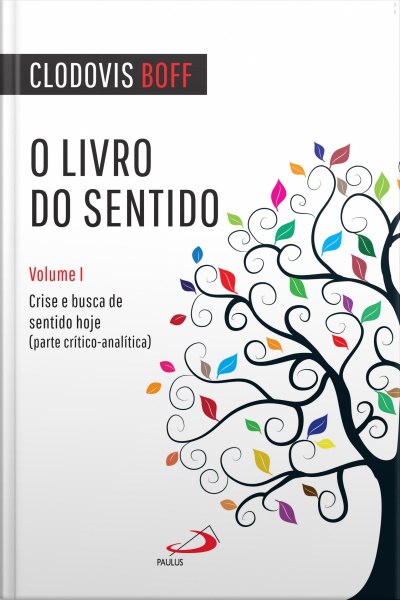 CLODOVIS BOFF
O LIVRO
DO SENTIDO
Volume I
Crise e busca de
sentido hoje
(parte crítico-analítica)
PAULUS